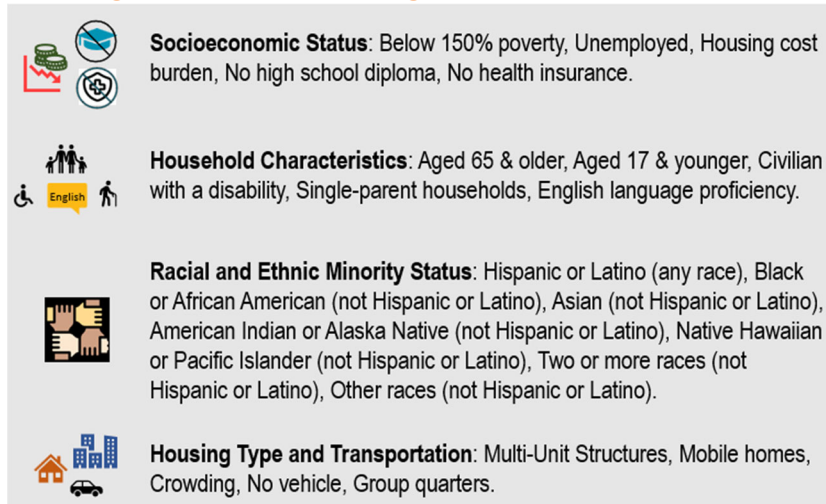 Socioeconomic Status: Below 150% poverty, Unemployed, Housing cost
burden, No high school diploma, No health insurance.
Household Characteristics: Aged 65 & older, Aged 17 & younger, Civilian
with a disability, Single-parent households, English language proficiency.
English
Racial and Ethnic Minority Status: Hispanic or Latino (any race), Black
or African American (not Hispanic or Latino), Asian (not Hispanic or Latino),
American Indian or Alaska Native (not Hispanic or Latino), Native Hawaiian
or Pacific Islander (not Hispanic or Latino), Two or more races (not
Hispanic or Latino), Other races (not Hispanic or Latino).
Housing Type and Transportation: Multi-Unit Structures, Mobile homes,
Crowding, No vehicle, Group quarters.